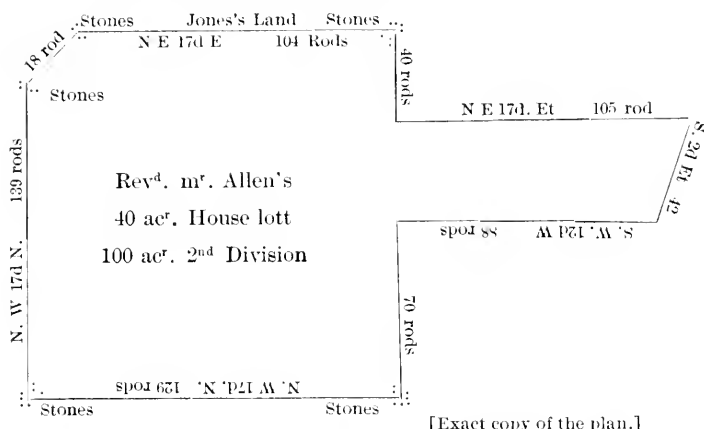 Stones Jones's Land Stones
N E 17d E 104 Rods
18 rod
40 rods
Stones
N E 17d. Et 105 rod
S. 2d Et 42
139 rods
N. W 17d N.
Revd. mr. Allen's
40 acr. House lott
100 acr. 2nd Division
S. W. 12d W 88 rods
70 rods
N. W 17d. N. 129 rods
Stones Stones
[Exact copy of the plan.]